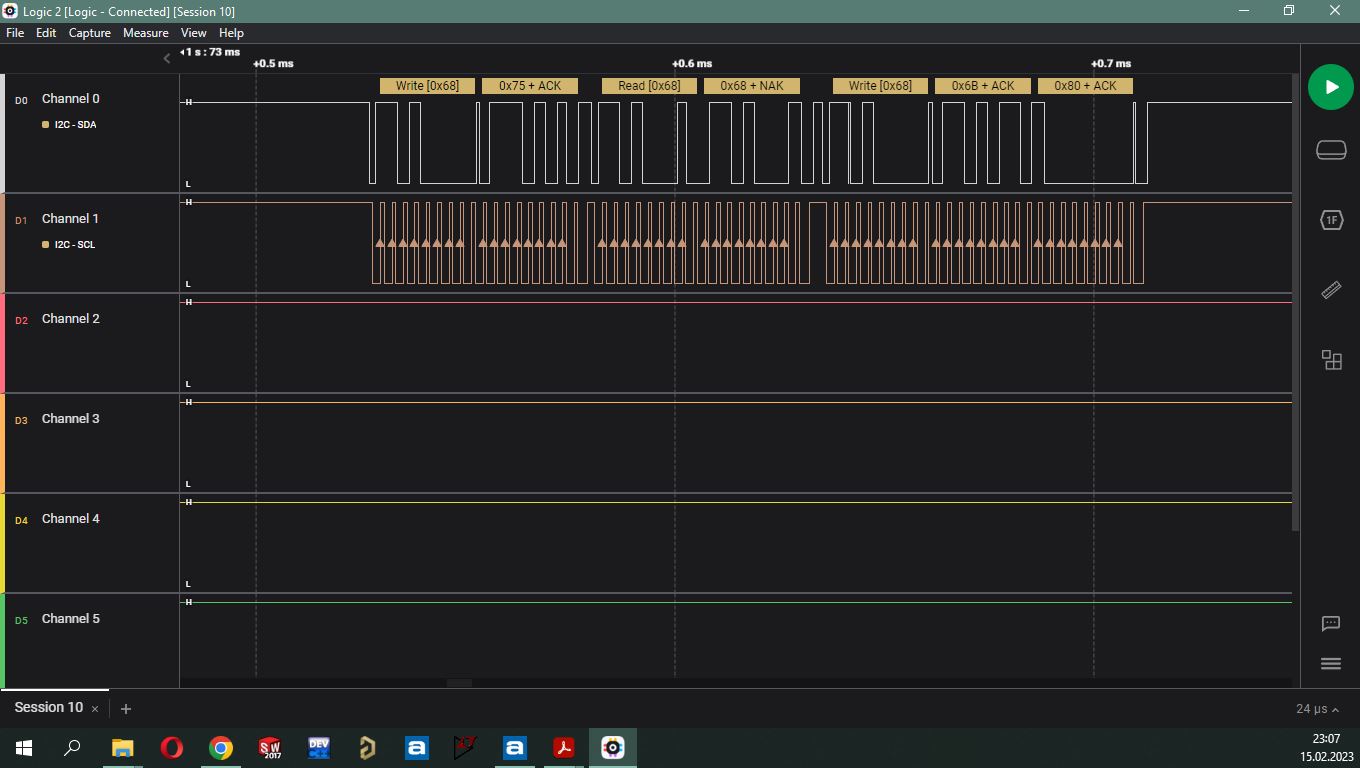 Logic 2 [Logic - Connected] [Session 10]
File Edit Capture Measure View Help
1 s : 73 ms
+0.5 ms +0.6 ms +0.7 ms
Write [0x68] 0x75 + ACK Read [0x68] 0x68 + NAK Write [0x68] 0x6B + ACK 0x80 + ACK
D0 Channel 0 H
I2C - SDA
L
H
D1 Channel 1
I2C - SCL
L
H
D2 Channel 2
L
H
D3 Channel 3
L
H
D4 Channel 4
L
H
D5 Channel 5
1F
Session 10 × +
24 µs
SW
2017
DEV
C++
a
a
23:07
15.02.2023